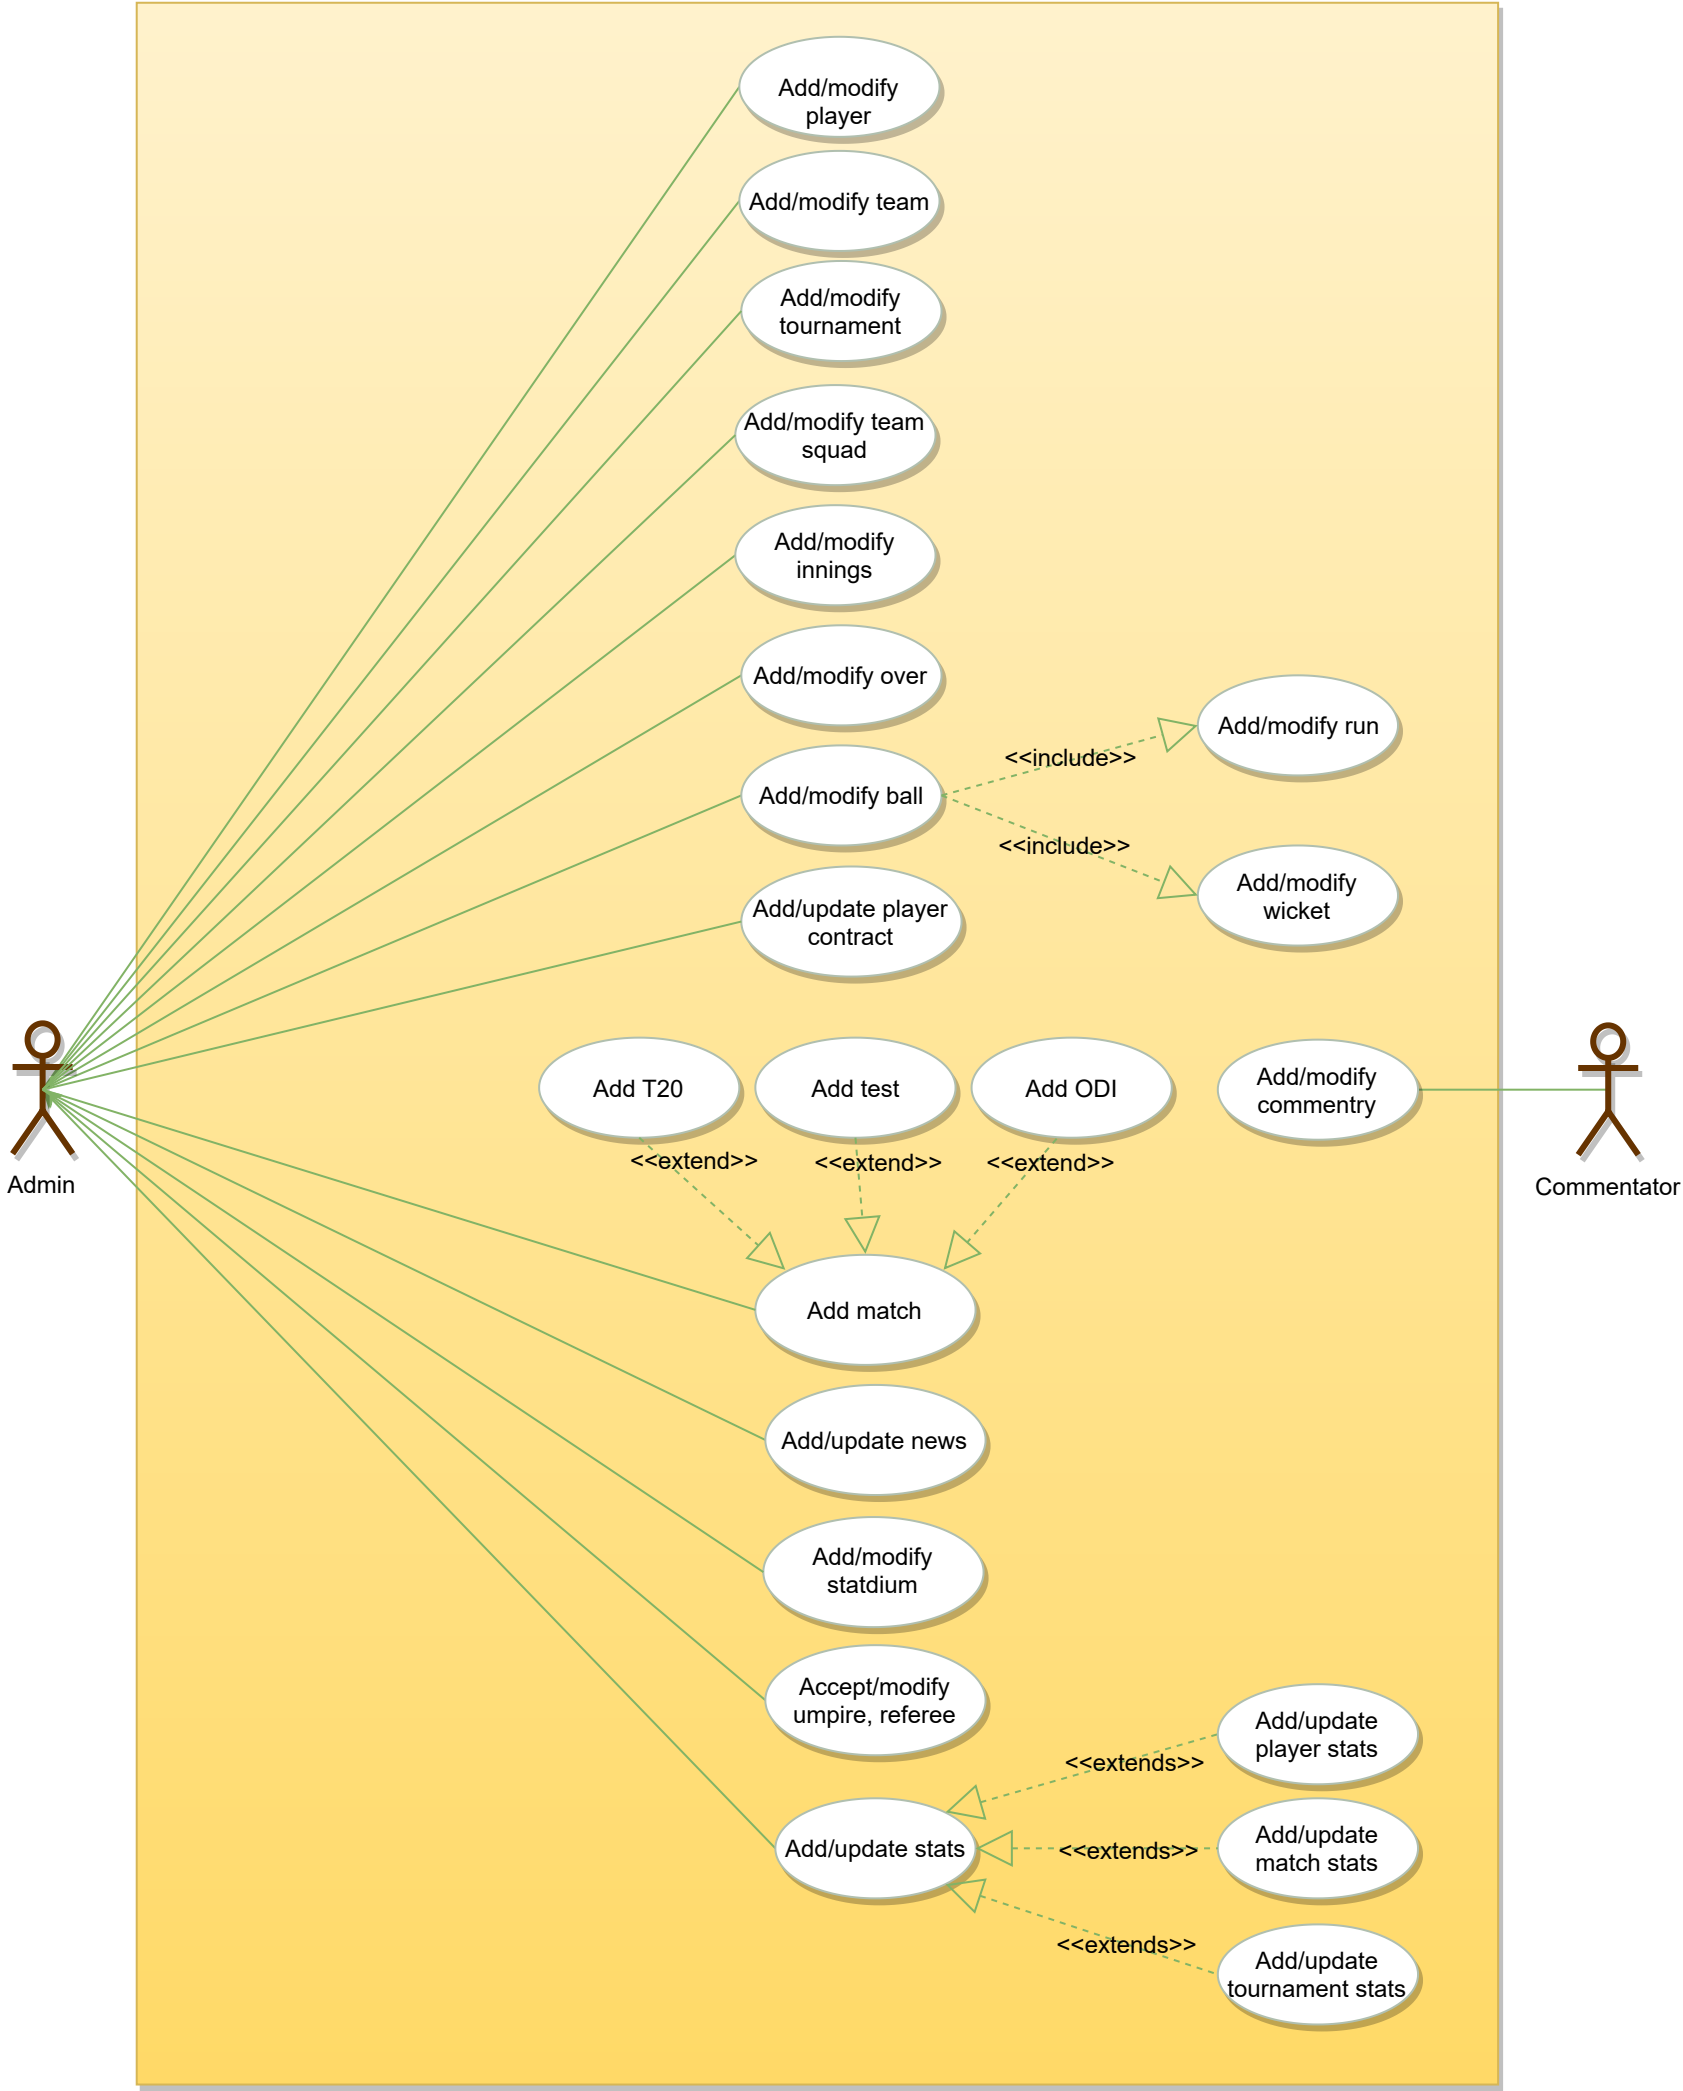 Add/modify
player
Add/modify team
Add/modify
tournament
Add/modify team
squad
Add/modify
innings
Add/modify over
Add/modify run
<<include>>
Add/modify ball
<<include>>
Add/modify
wicket
Add/update player
contract
Add T20
Add test
Add ODI
Add/modify
commentry
<<extend>>
<<extend>>
<<extend>>
Admin
Commentator
Add match
Add/update news
Add/modify
statdium
Accept/modify
umpire, referee
Add/update
player stats
<<extends>>
Add/update stats
<<extends>>
Add/update
match stats
<<extends>>
Add/update
tournament stats